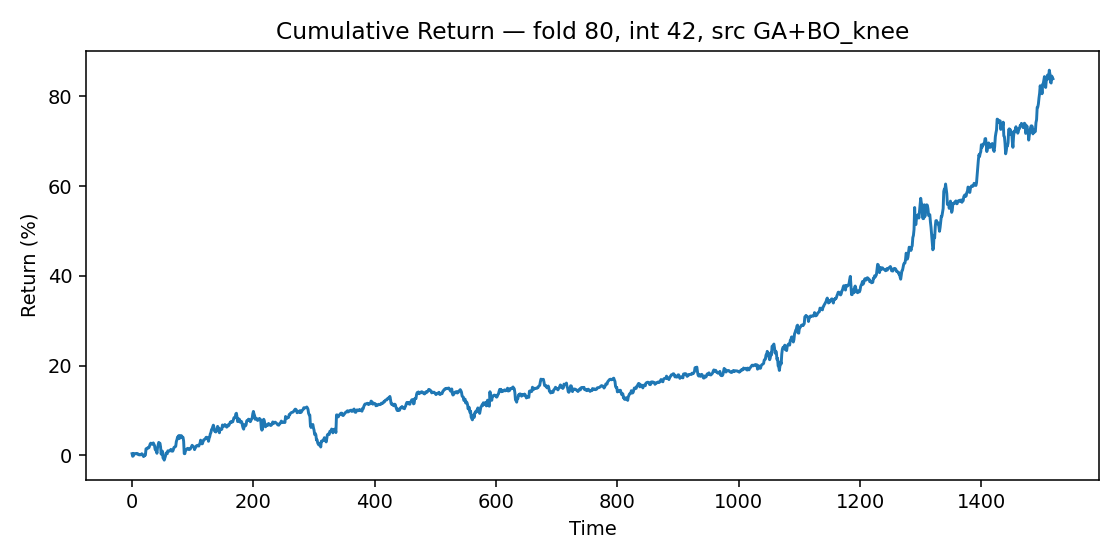 Cumulative Return — fold 80, int 42, src GA+BO_knee
Return (%)
80
60
40
20
0
0 200 400 600 800 1000 1200 1400
Time